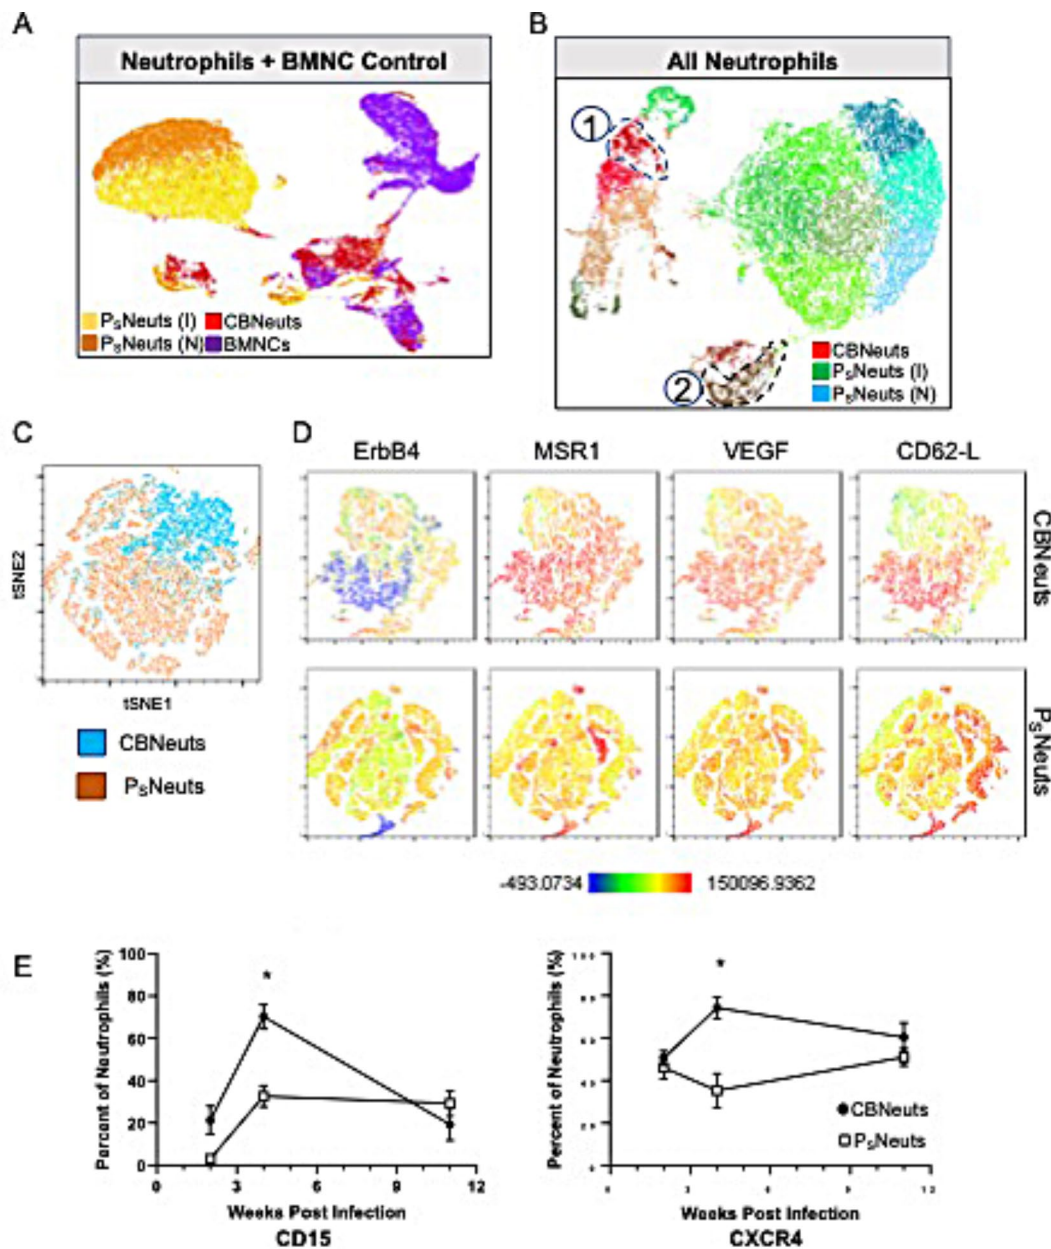 A
Neutrophils + BMNC Control
PSNeuts (I) CBNeuts
PSNeuts (N) BMNCs
B
All Neutrophils
1
2
CBNeuts
PSNeuts (I)
PSNeuts (N)
C
tSNE2
tSNE1
CBNeuts
PSNeuts
D
ErbB4 MSR1 VEGF CD62-L
CBNeuts
PSNeuts
-493.0734 150096.9362
E
Percent of Neutrophils (%)
100
80
60
40
20
0
*
0 3 6 9 12
Weeks Post Infection
CD15
Percent of Neutrophils (%)
*
CBNeuts
PSNeuts
Weeks Post Infection
CXCR4